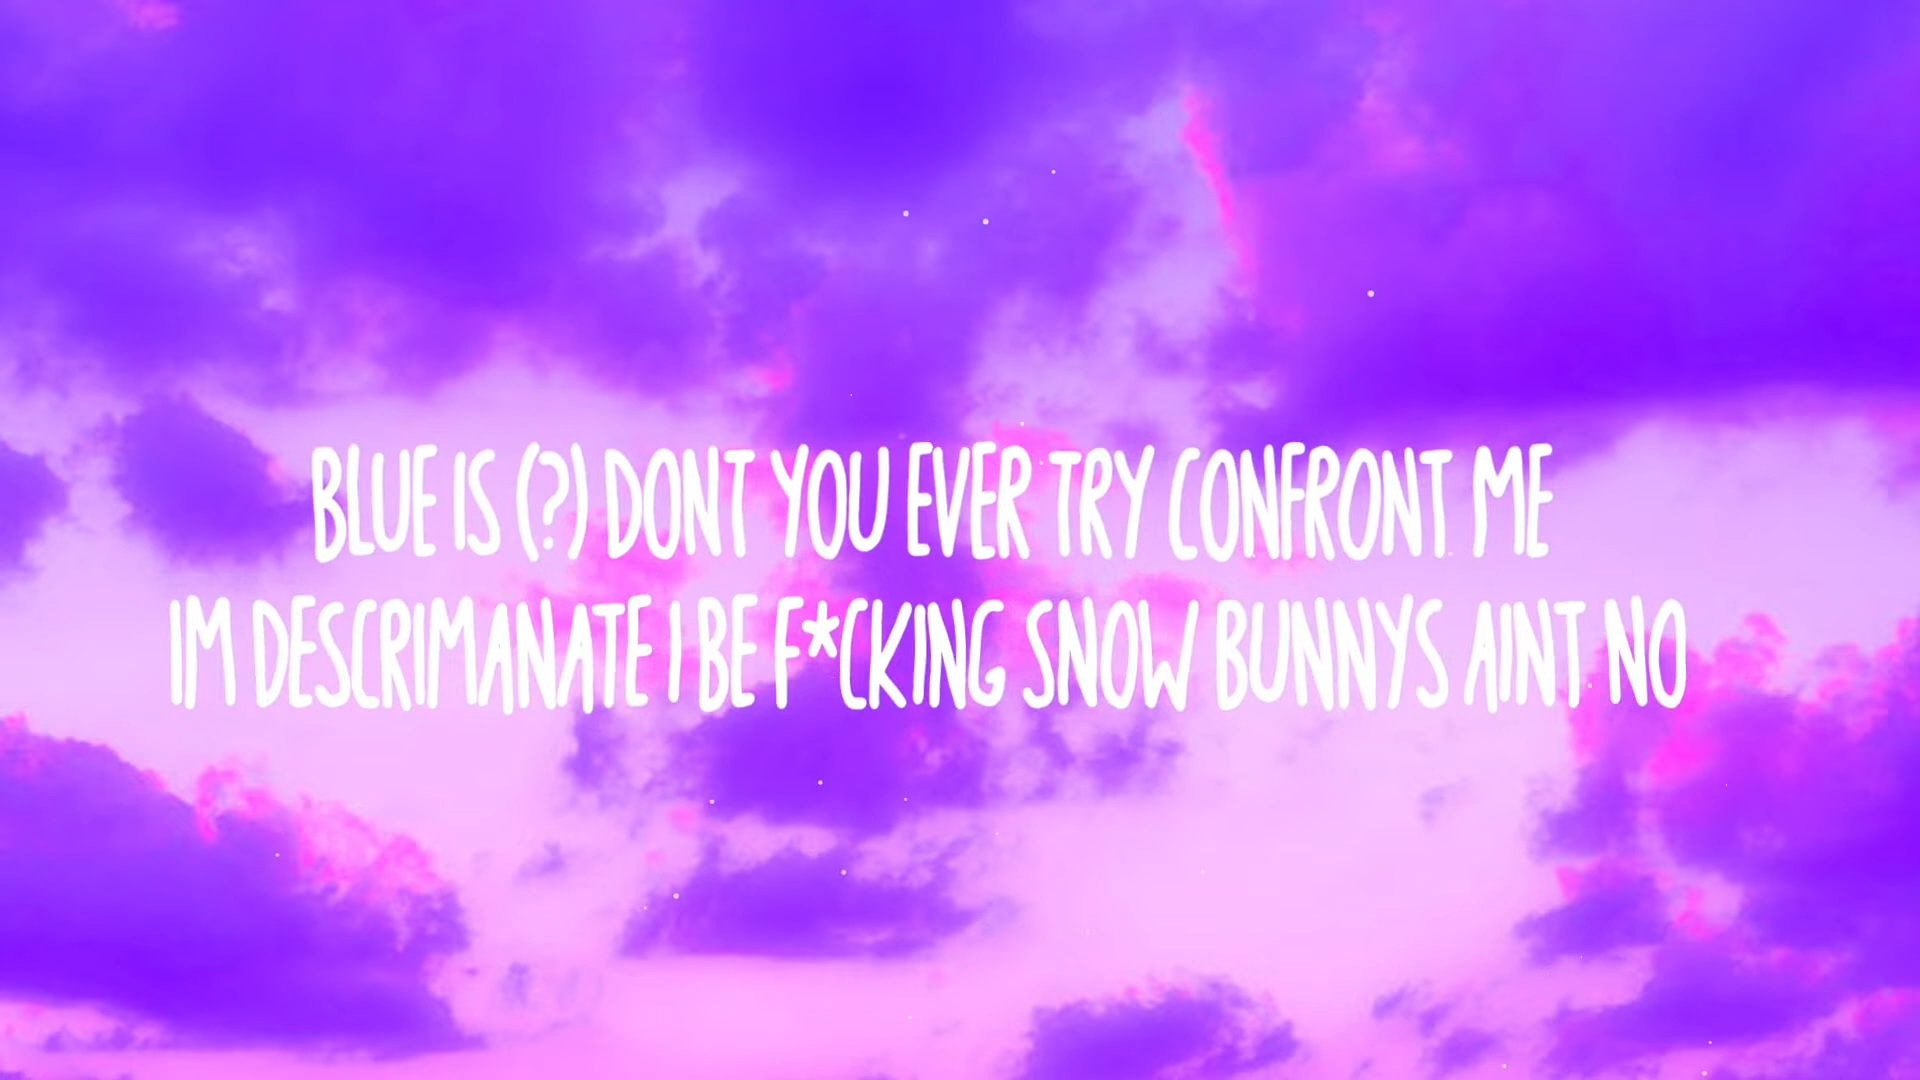 BLUE IS (?) DONT YOU EVER TRY CONFRONT ME
IM DESCRIMANATE I BE F*CKING SNOW BUNNYS AINT NO